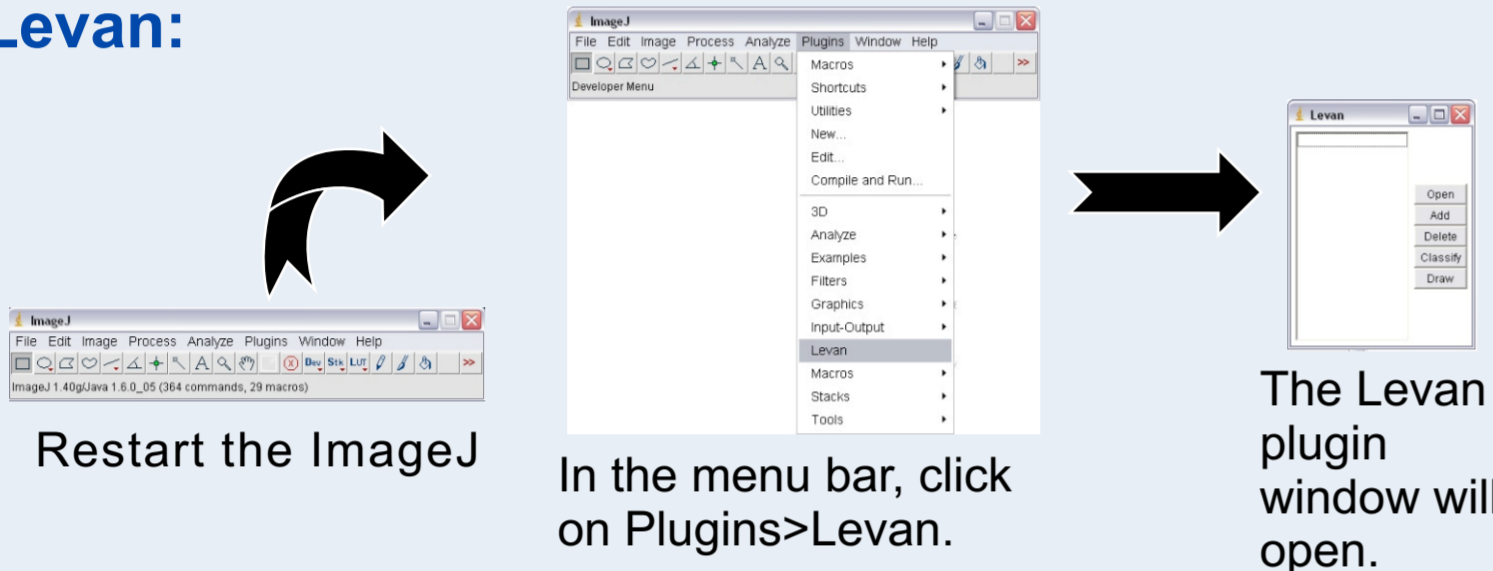 Levan:
ImageJ
File Edit Image Process Analyze Plugins Window Help
Developer Menu
Macros
Shortcuts
Utilities
New...
Edit...
Compile and Run...
3D
Analyze
Examples
Filters
Graphics
Input-Output
Levan
Macros
Stacks
Tools
Levan
Open
Add
Delete
Classify
Draw
ImageJ
File Edit Image Process Analyze Plugins Window Help
Dev Stk LUT
ImageJ 1.40g/Java 1.6.0_05 (364 commands, 29 macros)
Restart the ImageJ
In the menu bar, click
on Plugins>Levan.
The Levan
plugin
window will
open.